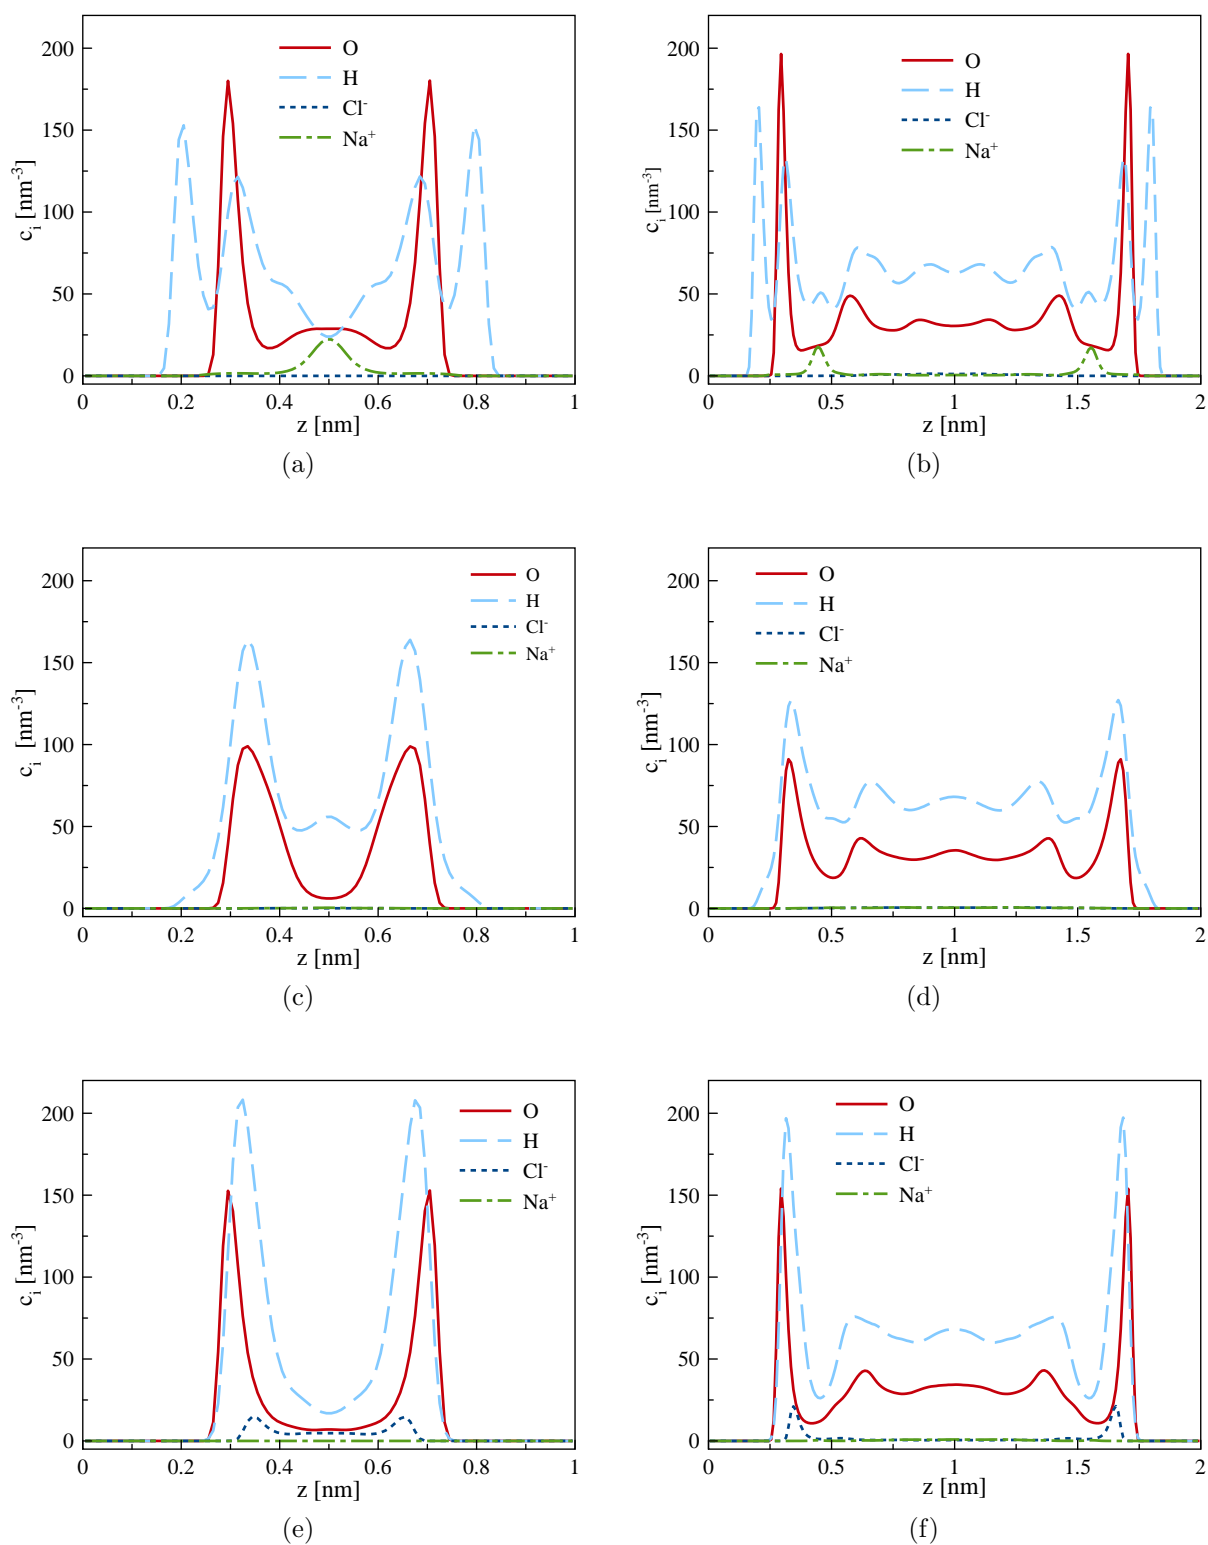 200
150
100
50
0
c_i [nm^-3]
O
H
Cl^-
Na^+
0 0.2 0.4 0.6 0.8 1
z [nm]
(a)
200
150
100
50
0
c_i [nm^-3]
O
H
Cl^-
Na^+
0 0.5 1 1.5 2
z [nm]
(b)
200
150
100
50
0
c_i [nm^-3]
O
H
Cl^-
Na^+
0 0.2 0.4 0.6 0.8 1
z [nm]
(c)
200
150
100
50
0
c_i [nm^-3]
O
H
Cl^-
Na^+
0 0.5 1 1.5 2
z [nm]
(d)
200
150
100
50
0
c_i [nm^-3]
O
H
Cl^-
Na^+
0 0.2 0.4 0.6 0.8 1
z [nm]
(e)
200
150
100
50
0
c_i [nm^-3]
O
H
Cl^-
Na^+
0 0.5 1 1.5 2
z [nm]
(f)